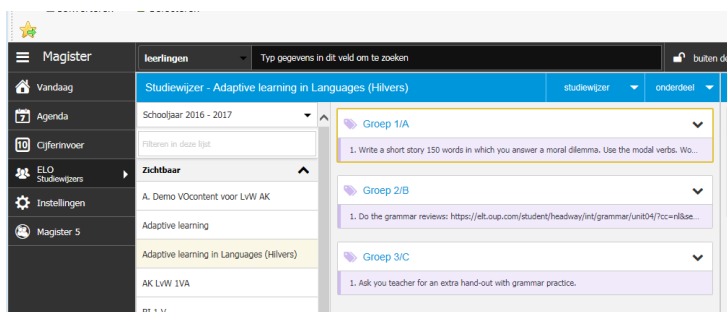 Magister
leerlingen
Typ gegevens in dit veld om te zoeken
buiten de
Vandaag
Agenda
Cijferinvoer
ELO
Studiewijzers
Instellingen
Magister 5
Studiewijzer - Adaptive learning in Languages (Hilvers)
studiewijzer
onderdeel
Schooljaar 2016 - 2017
Filteren in deze lijst
Zichtbaar
A. Demo VOcontent voor LvW AK
Adaptive learning
Adaptive learning in Languages (Hilvers)
AK LvW 1VA
Groep 1/A
1. Write a short story 150 words in which you answer a moral dilemma. Use the modal verbs. Wo...
Groep 2/B
1. Do the grammar reviews: https://elt.oup.com/student/headway/int/grammar/unit04/?cc=nl&se...
Groep 3/C
1. Ask you teacher for an extra hand-out with grammar practice.